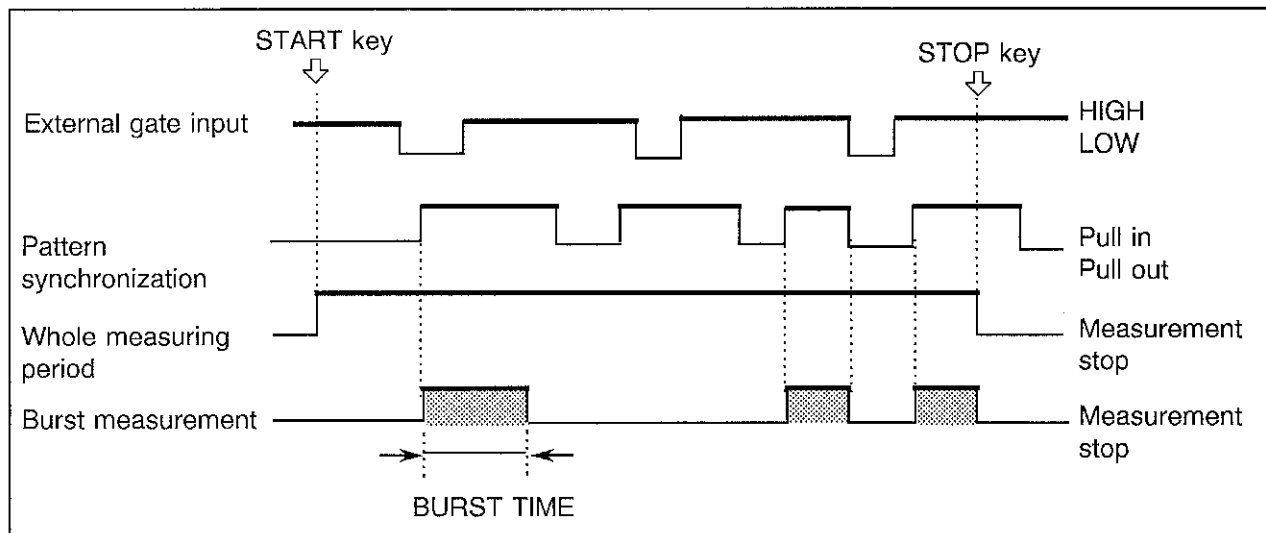 START key
STOP key
External gate input
HIGH
LOW
Pattern
synchronization
Pull in
Pull out
Whole measuring
period
Measurement
stop
Burst measurement
Measurement
stop
BURST TIME